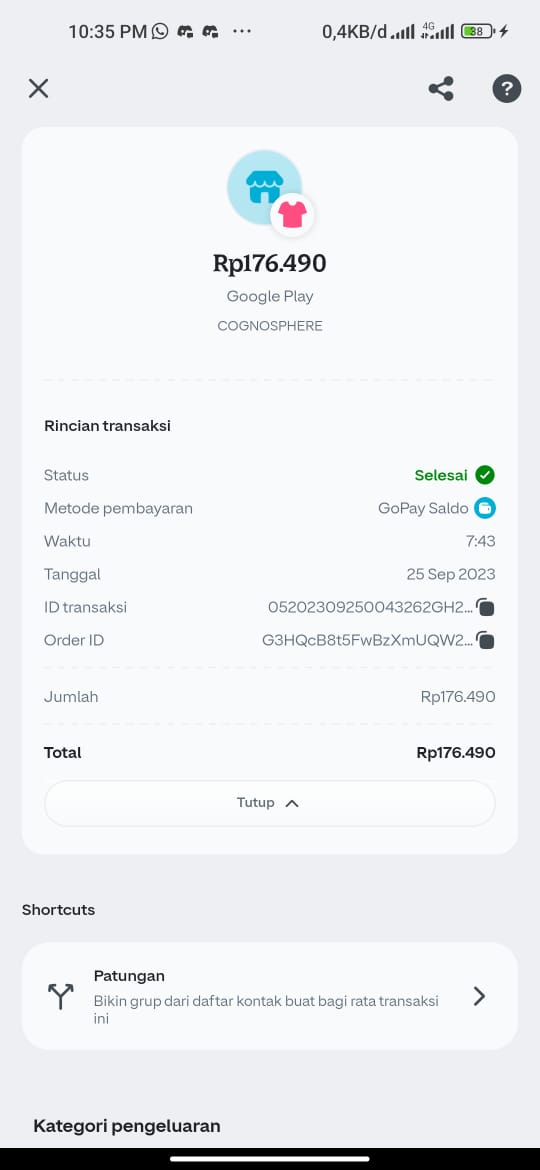 10:35 PM ... 0,4KB/d 4G 38
Rp176.490
Google Play
COGNOSPHERE
Rincian transaksi
Status Selesai
Metode pembayaran GoPay Saldo
Waktu 7:43
Tanggal 25 Sep 2023
ID transaksi 05202309250043262GH2...
Order ID G3HQcB8t5FwBzXmUQW2...
Jumlah Rp176.490
Total Rp176.490
Tutup
Shortcuts
Patungan
Bikin grup dari daftar kontak buat bagi rata transaksi
ini
Kategori pengeluaran